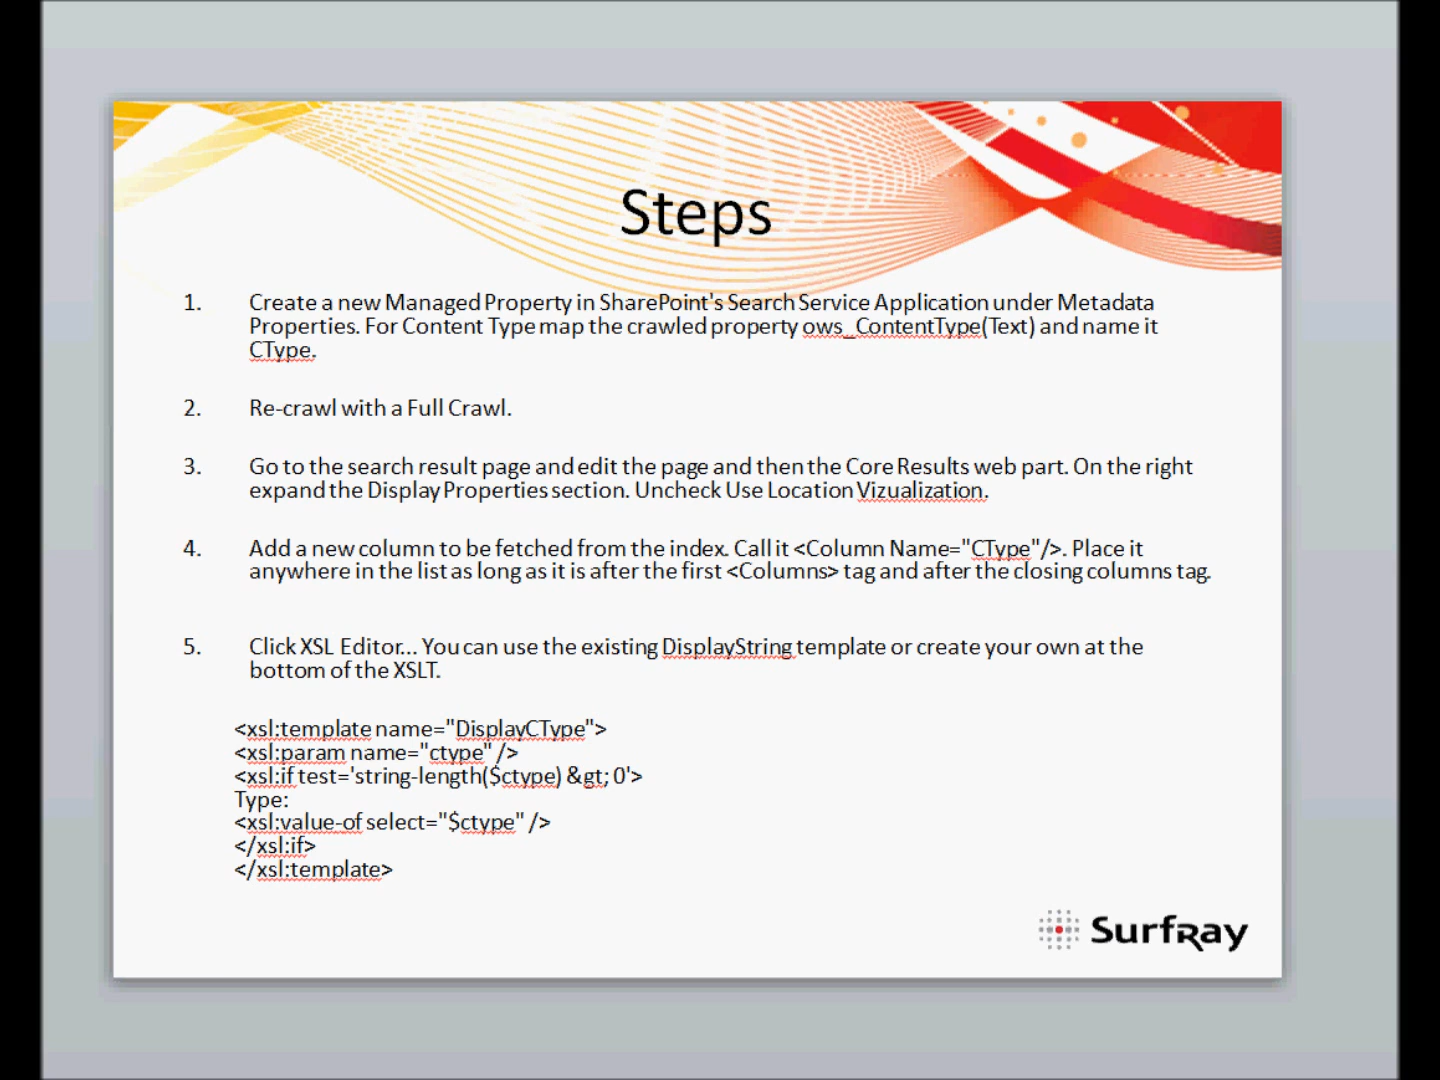 Steps
1. Create a new Managed Property in SharePoint's Search Service Application under Metadata
Properties. For Content Type map the crawled property ows_ContentType(Text) and name it
CType.
2. Re-crawl with a Full Crawl.
3. Go to the search result page and edit the page and then the Core Results web part. On the right
expand the Display Properties section. Uncheck Use Location Vizualization.
4. Add a new column to be fetched from the index. Call it <Column Name="CType"/>. Place it
anywhere in the list as long as it is after the first <Columns> tag and after the closing columns tag.
5. Click XSL Editor... You can use the existing DisplayString template or create your own at the
bottom of the XSLT.
<xsl:template name="DisplayCType">
<xsl:param name="ctype" />
<xsl:if test='string-length($ctype) &gt; 0'>
Type:
<xsl:value-of select="$ctype" />
</xsl:if>
</xsl:template>
SurfRay